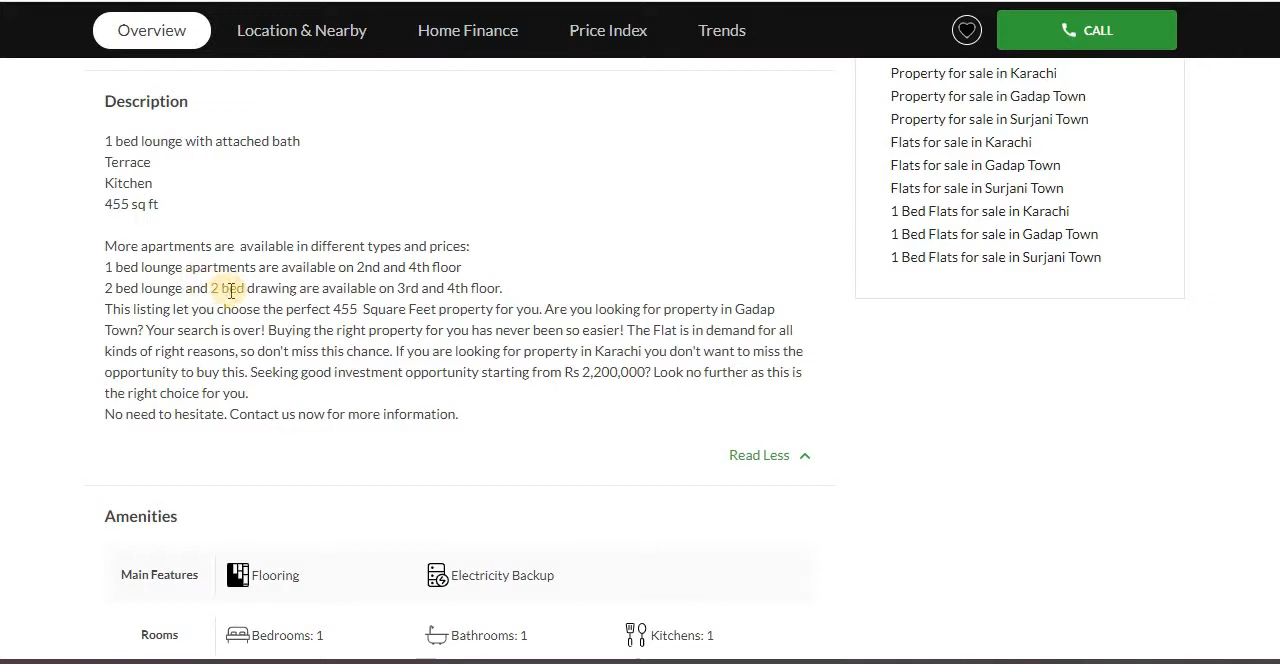 Overview Location & Nearby Home Finance Price Index Trends CALL
Property for sale in Karachi
Property for sale in Gadap Town
Property for sale in Surjani Town
Flats for sale in Karachi
Flats for sale in Gadap Town
Flats for sale in Surjani Town
1 Bed Flats for sale in Karachi
1 Bed Flats for sale in Gadap Town
1 Bed Flats for sale in Surjani Town
Description
1 bed lounge with attached bath
Terrace
Kitchen
455 sq ft
More apartments are available in different types and prices:
1 bed lounge apartments are available on 2nd and 4th floor
2 bed lounge and 2 bed drawing are available on 3rd and 4th floor.
This listing let you choose the perfect 455 Square Feet property for you. Are you looking for property in Gadap
Town? Your search is over! Buying the right property for you has never been so easier! The Flat is in demand for all
kinds of right reasons, so don't miss this chance. If you are looking for property in Karachi you don't want to miss the
opportunity to buy this. Seeking good investment opportunity starting from Rs 2,200,000? Look no further as this is
the right choice for you.
No need to hesitate. Contact us now for more information.
Read Less
Amenities
Main Features Flooring Electricity Backup
Rooms Bedrooms: 1 Bathrooms: 1 Kitchens: 1